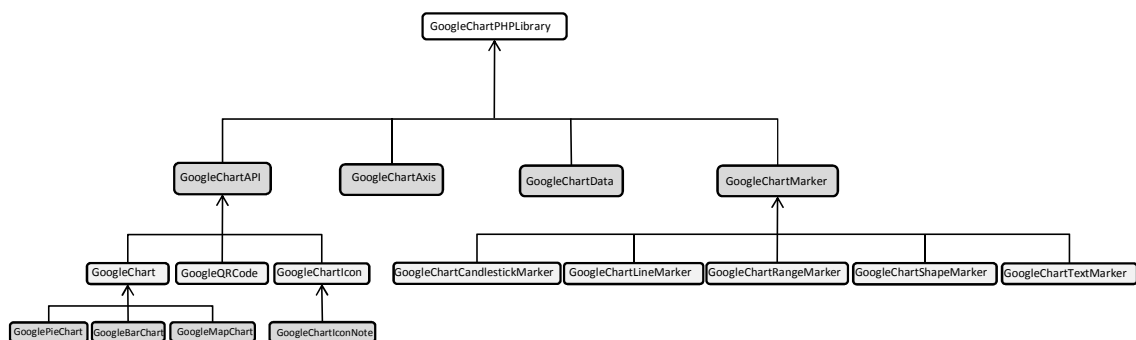 GoogleChartPHPLibrary
GoogleChartAPI
GoogleChartAxis
GoogleChartData
GoogleChartMarker
GoogleChart
GoogleQRCode
GoogleChartIcon
GoogleChartCandlestickMarker
GoogleChartLineMarker
GoogleChartRangeMarker
GoogleChartShapeMarker
GoogleChartTextMarker
GooglePieChart
GoogleBarChart
GoogleMapChart
GoogleChartIconNote